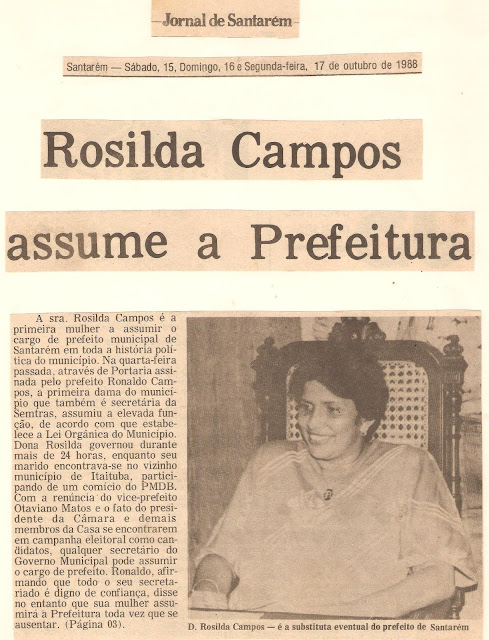 Jornal de Santarém
Santarém — Sábado, 15, Domingo, 16 e Segunda-feira, 17 de outubro de 1988
Rosilda Campos
assume a Prefeitura
A sra. Rosilda Campos é a
primeira mulher a assumir o
cargo de prefeito municipal de
Santarém em toda a história polí-
tica do município. Na quarta-feira
passada, através de Portaria assi-
nada pelo prefeito Ronaldo Cam-
pos, a primeira dama do municí-
pio que também é secretária da
Semtras, assumiu a elevada fun-
ção, de acordo com que estabe-
lece a Lei Orgânica do Município.
Dona Rosilda governou durante
mais de 24 horas, enquanto seu
marido encontrava-se no vizinho
município de Itaituba, partici-
pando de um comício do PMDB.
Com a renúncia do vice-prefeito
Otaviano Matos e o fato do presi-
dente da Câmara e demais
membros da Casa se encontrarem
em campanha eleitoral como can-
didatos, qualquer secretário do
Governo Municipal pode assumir
o cargo de prefeito. Ronaldo, afir-
mando que todo o seu secreta-
riado é digno de confiança, disse
no entanto que sua mulher assu-
mira a Prefeitura toda vez que se
ausentar. (Página 03).
D. Rosilda Campos — é a substituta eventual do prefeito de Santarém